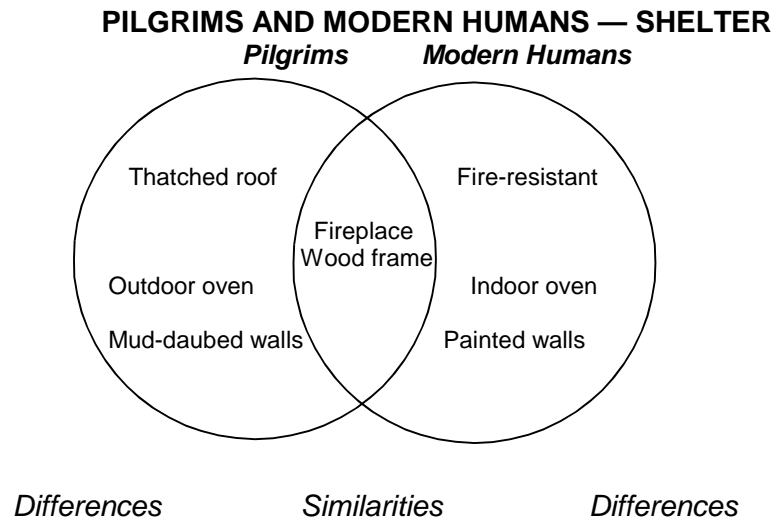 PILGRIMS AND MODERN HUMANS — SHELTER
Pilgrims Modern Humans
Thatched roof
Fire-resistant
Fireplace
Wood frame
Outdoor oven
Indoor oven
Mud-daubed walls
Painted walls
Differences Similarities Differences